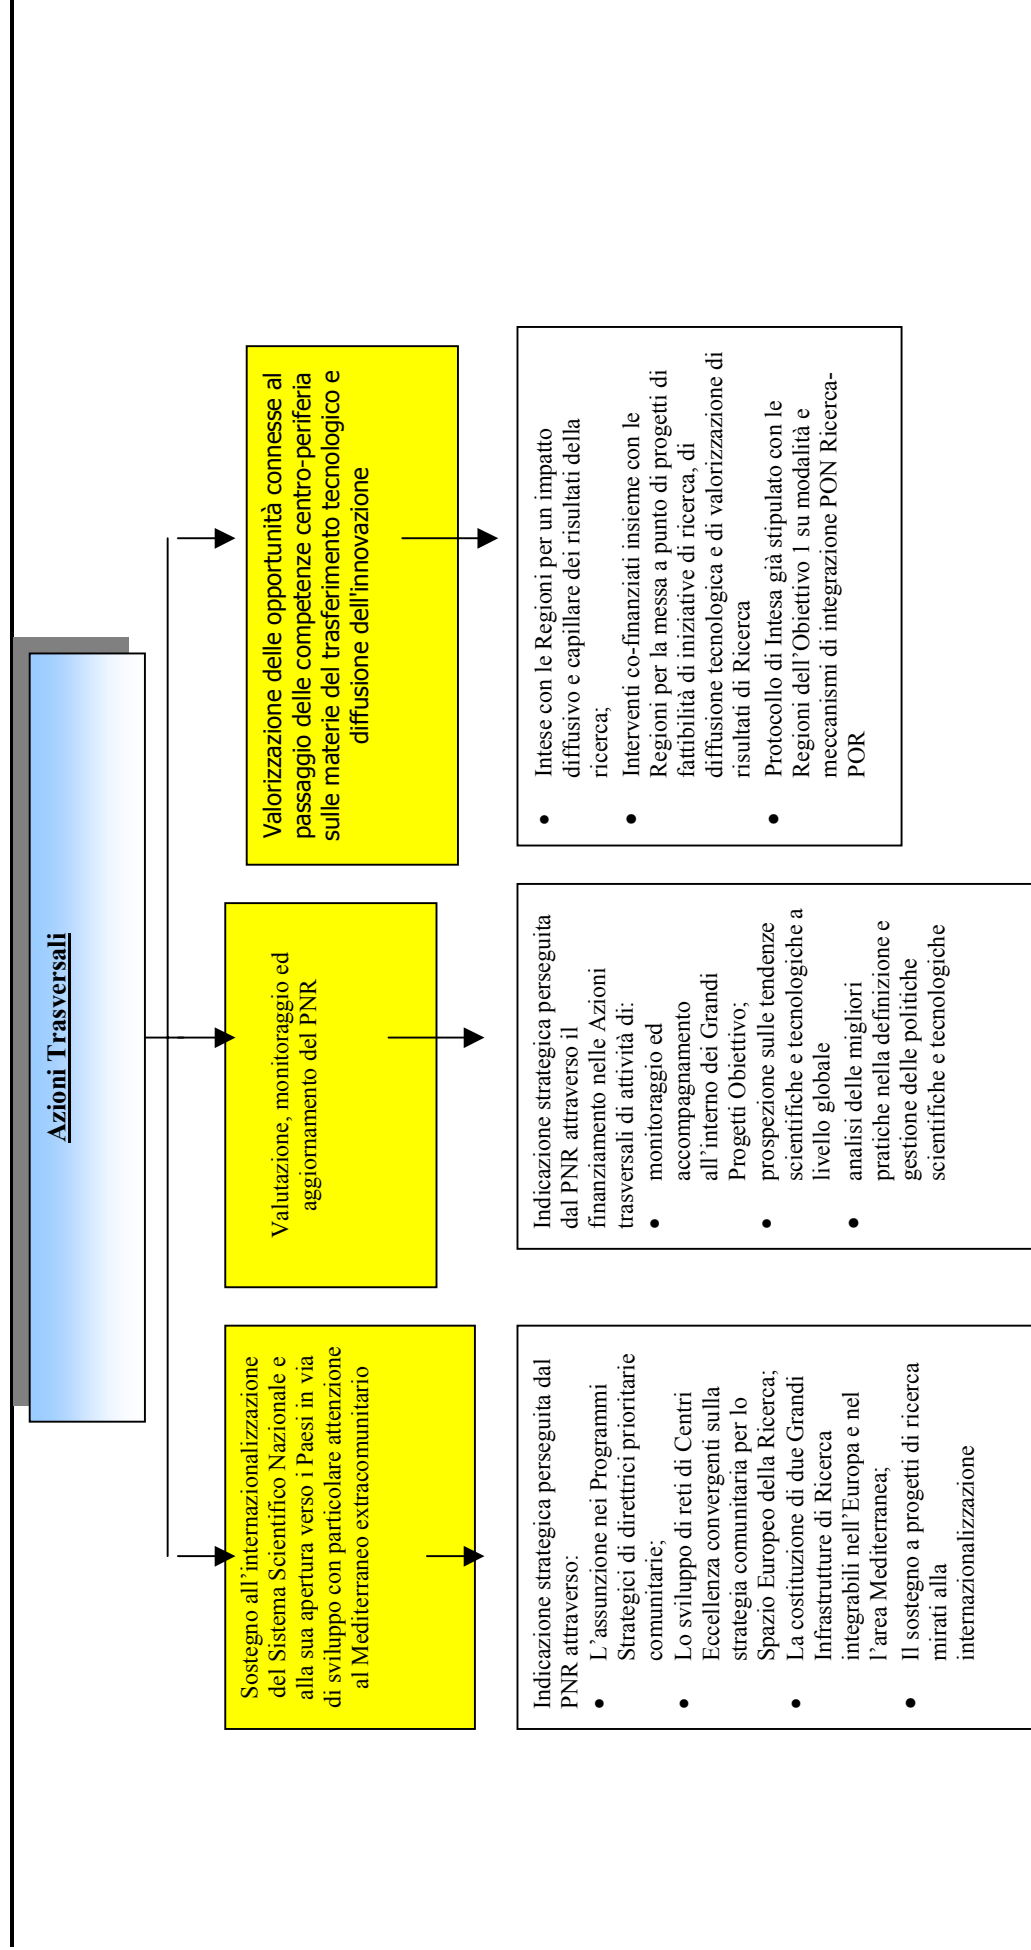 Azioni Trasversali
Sostegno all'internazionalizzazione
del Sistema Scientifico Nazionale e
alla sua apertura verso i Paesi in via
di sviluppo con particolare attenzione
al Mediterraneo extracomunitario
Valutazione, monitoraggio ed
aggiornamento del PNR
Valorizzazione delle opportunità connesse al
passaggio delle competenze centro-periferia
sulle materie del trasferimento tecnologico e
diffusione dell'innovazione
Indicazione strategica perseguita dal
PNR attraverso:
• L'assunzione nei Programmi
Strategici di direttrici prioritarie
comunitarie;
• Lo sviluppo di reti di Centri
Eccellenza convergenti sulla
strategia comunitaria per lo
Spazio Europeo della Ricerca;
• La costituzione di due Grandi
Infrastrutture di Ricerca
integrabili nell'Europa e nel
l'area Mediterranea;
• Il sostegno a progetti di ricerca
mirati alla
internazionalizzazione
Indicazione strategica perseguita
dal PNR attraverso il
finanziamento nelle Azioni
trasversali di attività di:
• monitoraggio ed
accompagnamento
all'interno dei Grandi
Progetti Obiettivo;
• prospezione sulle tendenze
scientifiche e tecnologiche a
livello globale
• analisi delle migliori
pratiche nella definizione e
gestione delle politiche
scientifiche e tecnologiche
• Intese con le Regioni per un impatto
diffusivo e capillare dei risultati della
ricerca;
• Interventi co-finanziati insieme con le
Regioni per la messa a punto di progetti di
fattibilità di iniziative di ricerca, di
diffusione tecnologica e di valorizzazione di
risultati di Ricerca
• Protocollo di Intesa già stipulato con le
Regioni dell'Obiettivo 1 su modalità e
meccanismi di integrazione PON Ricerca-
POR